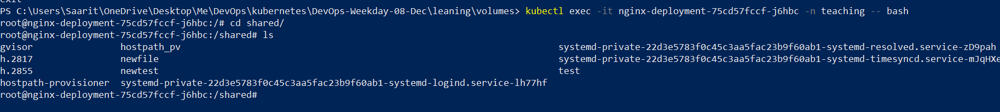 exit
PS C:\Users\Saarit\OneDrive\Desktop\Me\DevOps\kubernetes\DevOps-Weekday-08-Dec\leaning\volumes> kubectl exec -it nginx-deployment-75cd57fccf-j6hbc -n teaching -- bash
root@nginx-deployment-75cd57fccf-j6hbc:/# cd shared/
root@nginx-deployment-75cd57fccf-j6hbc:/shared# ls
gvisor hostpath_pv systemd-private-22d3e5783f0c45c3aa5fac23b9f60ab1-systemd-resolved.service-zD9pah
h.2817 newfile systemd-private-22d3e5783f0c45c3aa5fac23b9f60ab1-systemd-timesyncd.service-mJqHXe
h.2855 newtest test
hostpath-provisioner systemd-private-22d3e5783f0c45c3aa5fac23b9f60ab1-systemd-logind.service-lh77hf
root@nginx-deployment-75cd57fccf-j6hbc:/shared#